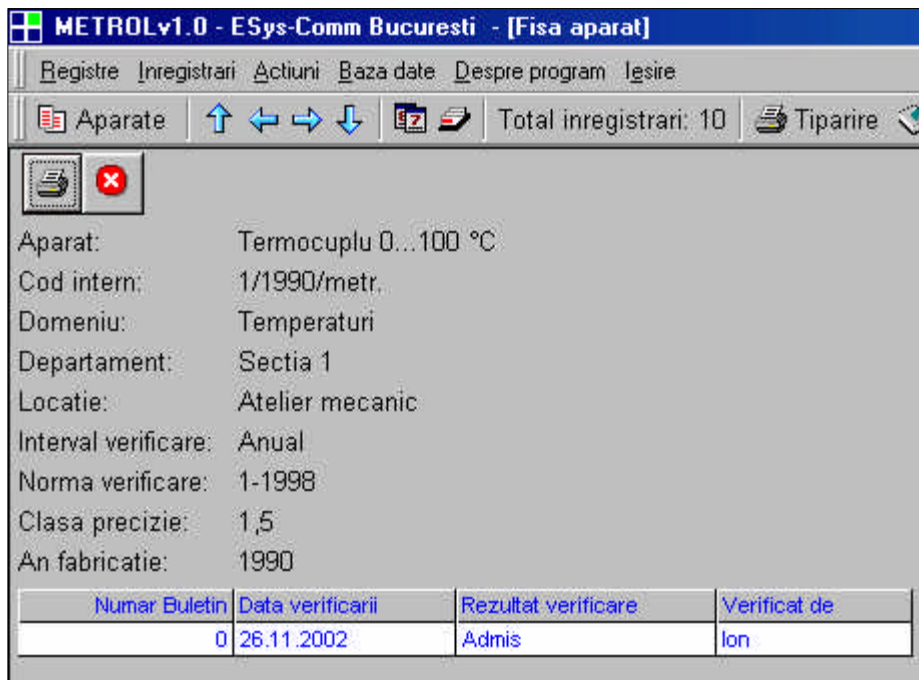 METROLv1.0 - ESys-Comm Bucuresti - [Fisa aparat]
Registre Inregistrari Actiuni Baza date Despre program Iesire
Aparate Total inregistrari: 10 Tiparire
Aparat: Termocuplu 0...100 °C
Cod intern: 1/1990/metr.
Domeniu: Temperaturi
Departament: Sectia 1
Locatie: Atelier mecanic
Interval verificare: Anual
Norma verificare: 1-1998
Clasa precizie: 1,5
An fabricatie: 1990
Numar Buletin Data verificarii Rezultat verificare Verificat de
0 26.11.2002 Admis Ion